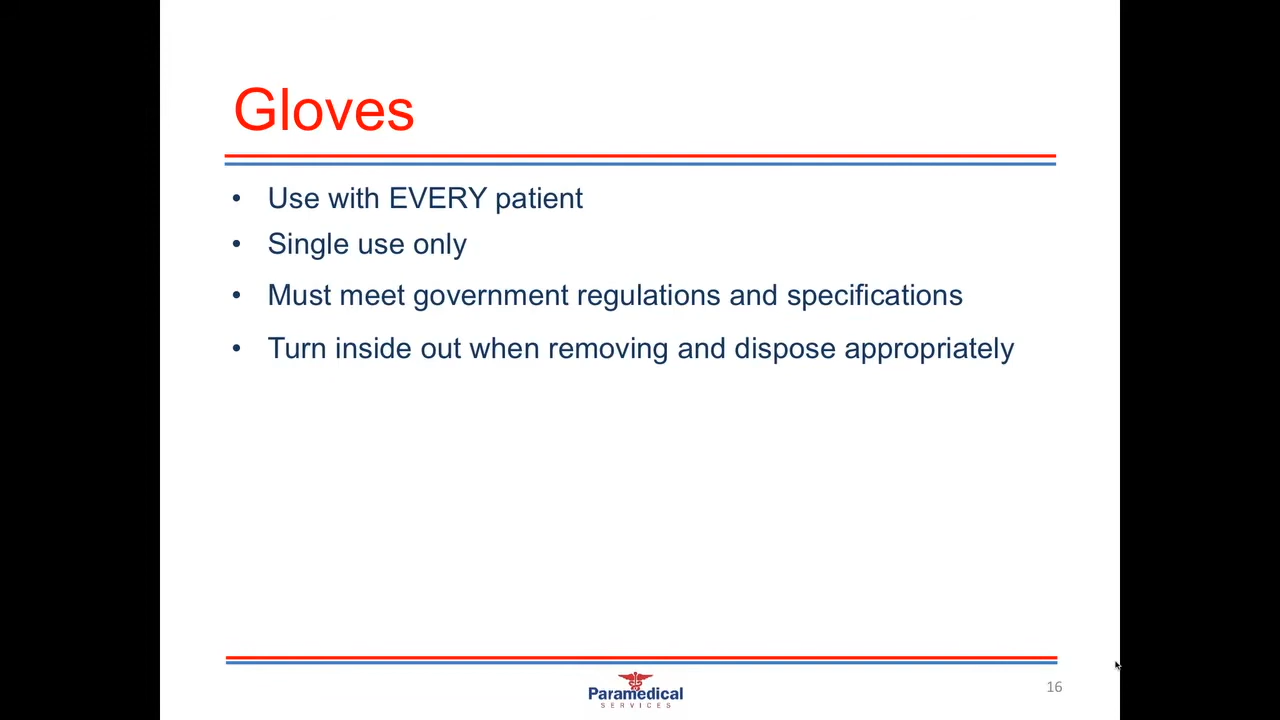 Gloves
• Use with EVERY patient
• Single use only
• Must meet government regulations and specifications
• Turn inside out when removing and dispose appropriately
Paramedical
SERVICES
16